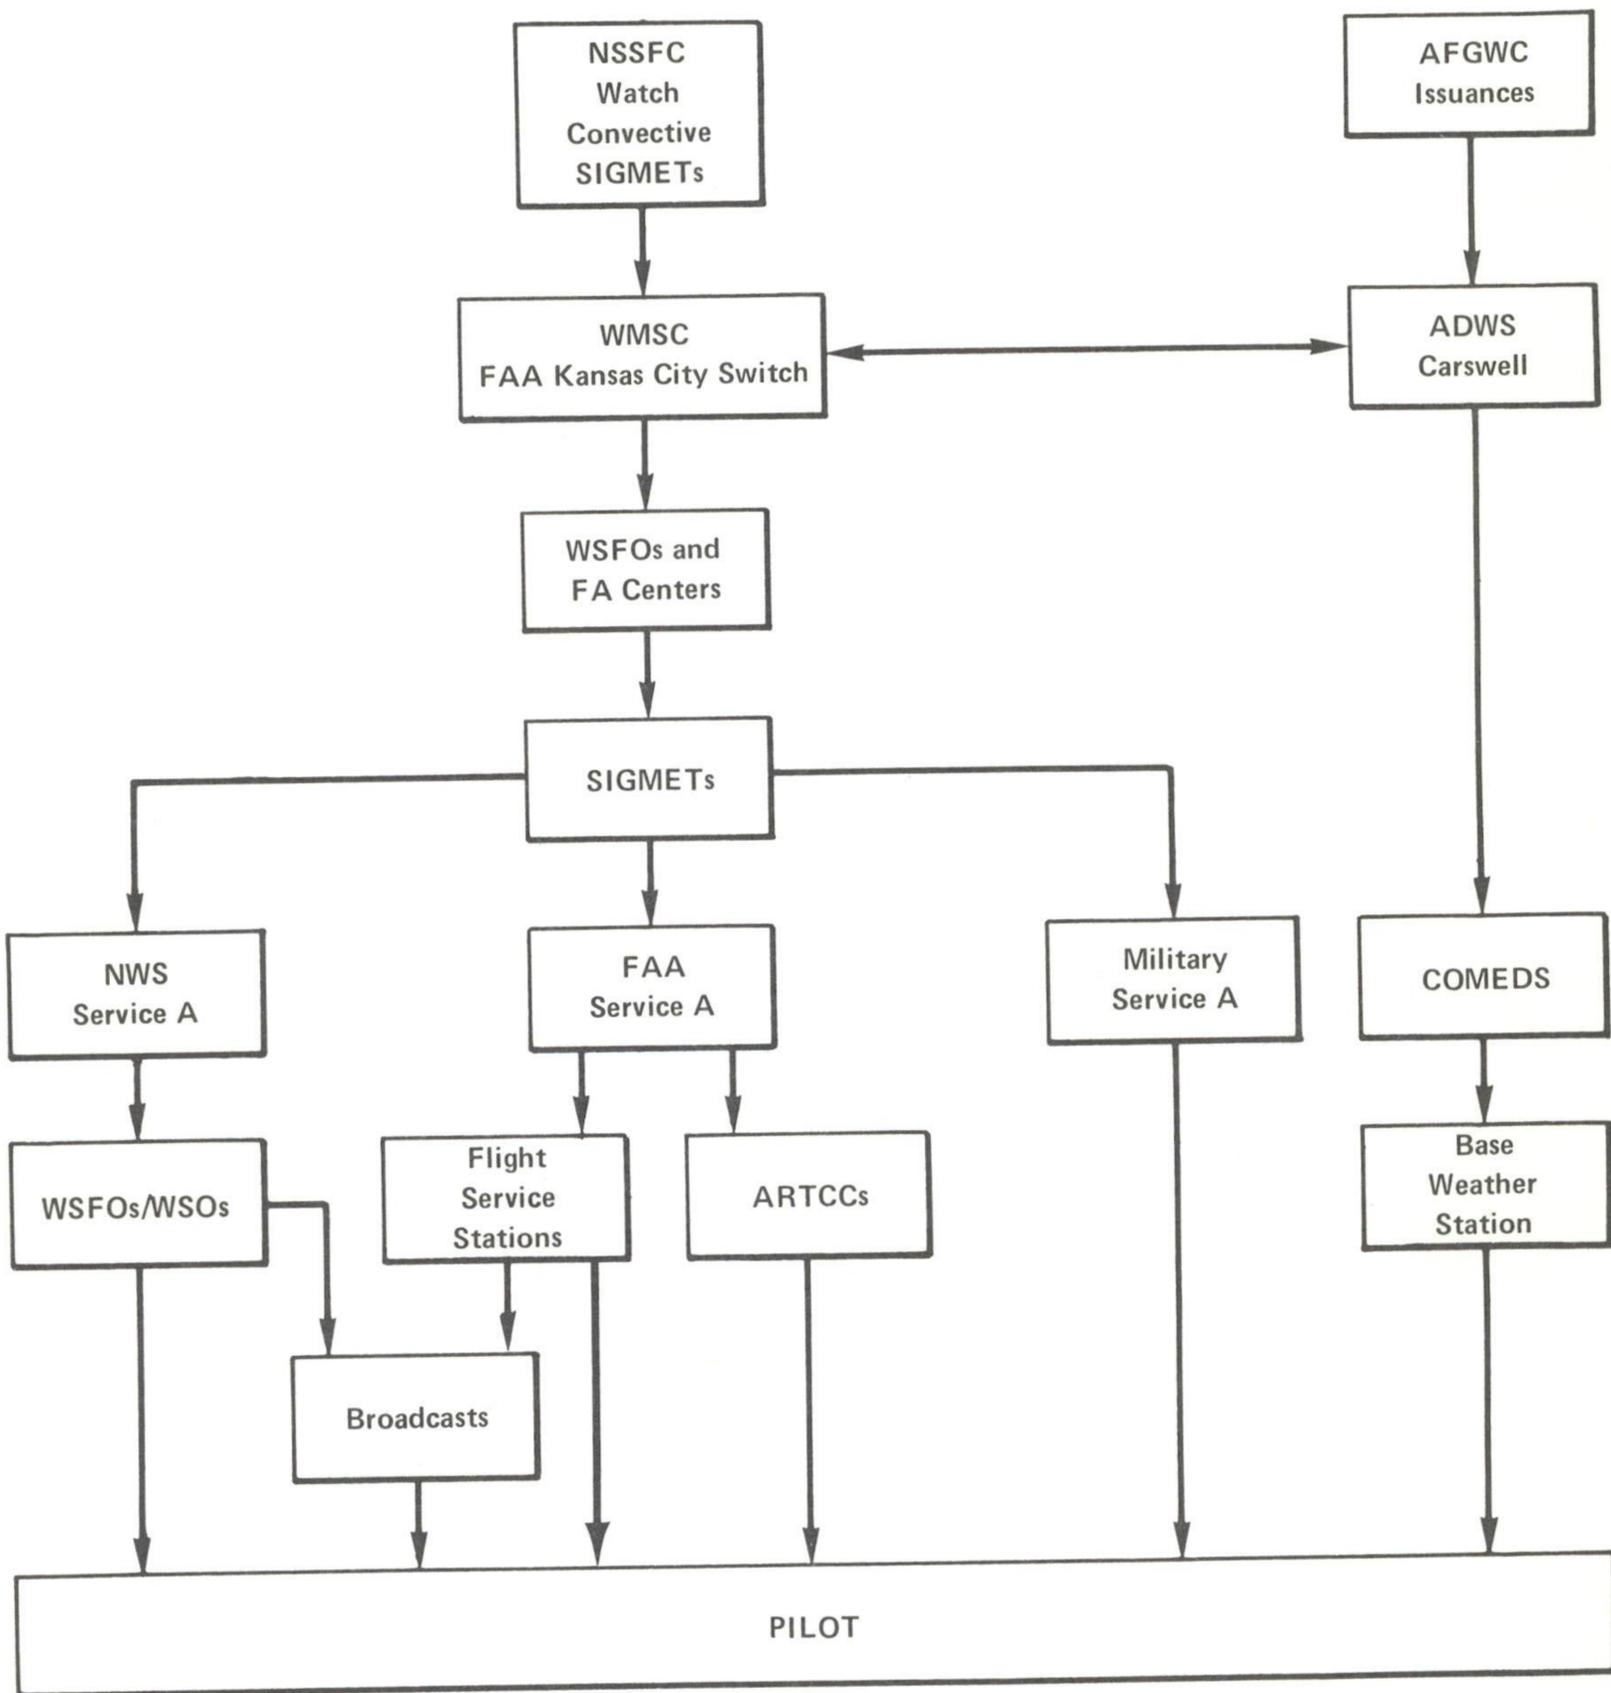 NSSFC
Watch
Convective
SIGMETs
AFGWC
Issuances
WMSC
FAA Kansas City Switch
ADWS
Carswell
WSFOs and
FA Centers
SIGMETs
NWS
Service A
FAA
Service A
Military
Service A
COMEDS
WSFOs/WSOs
Flight
Service
Stations
ARTCCs
Base
Weather
Station
Broadcasts
PILOT